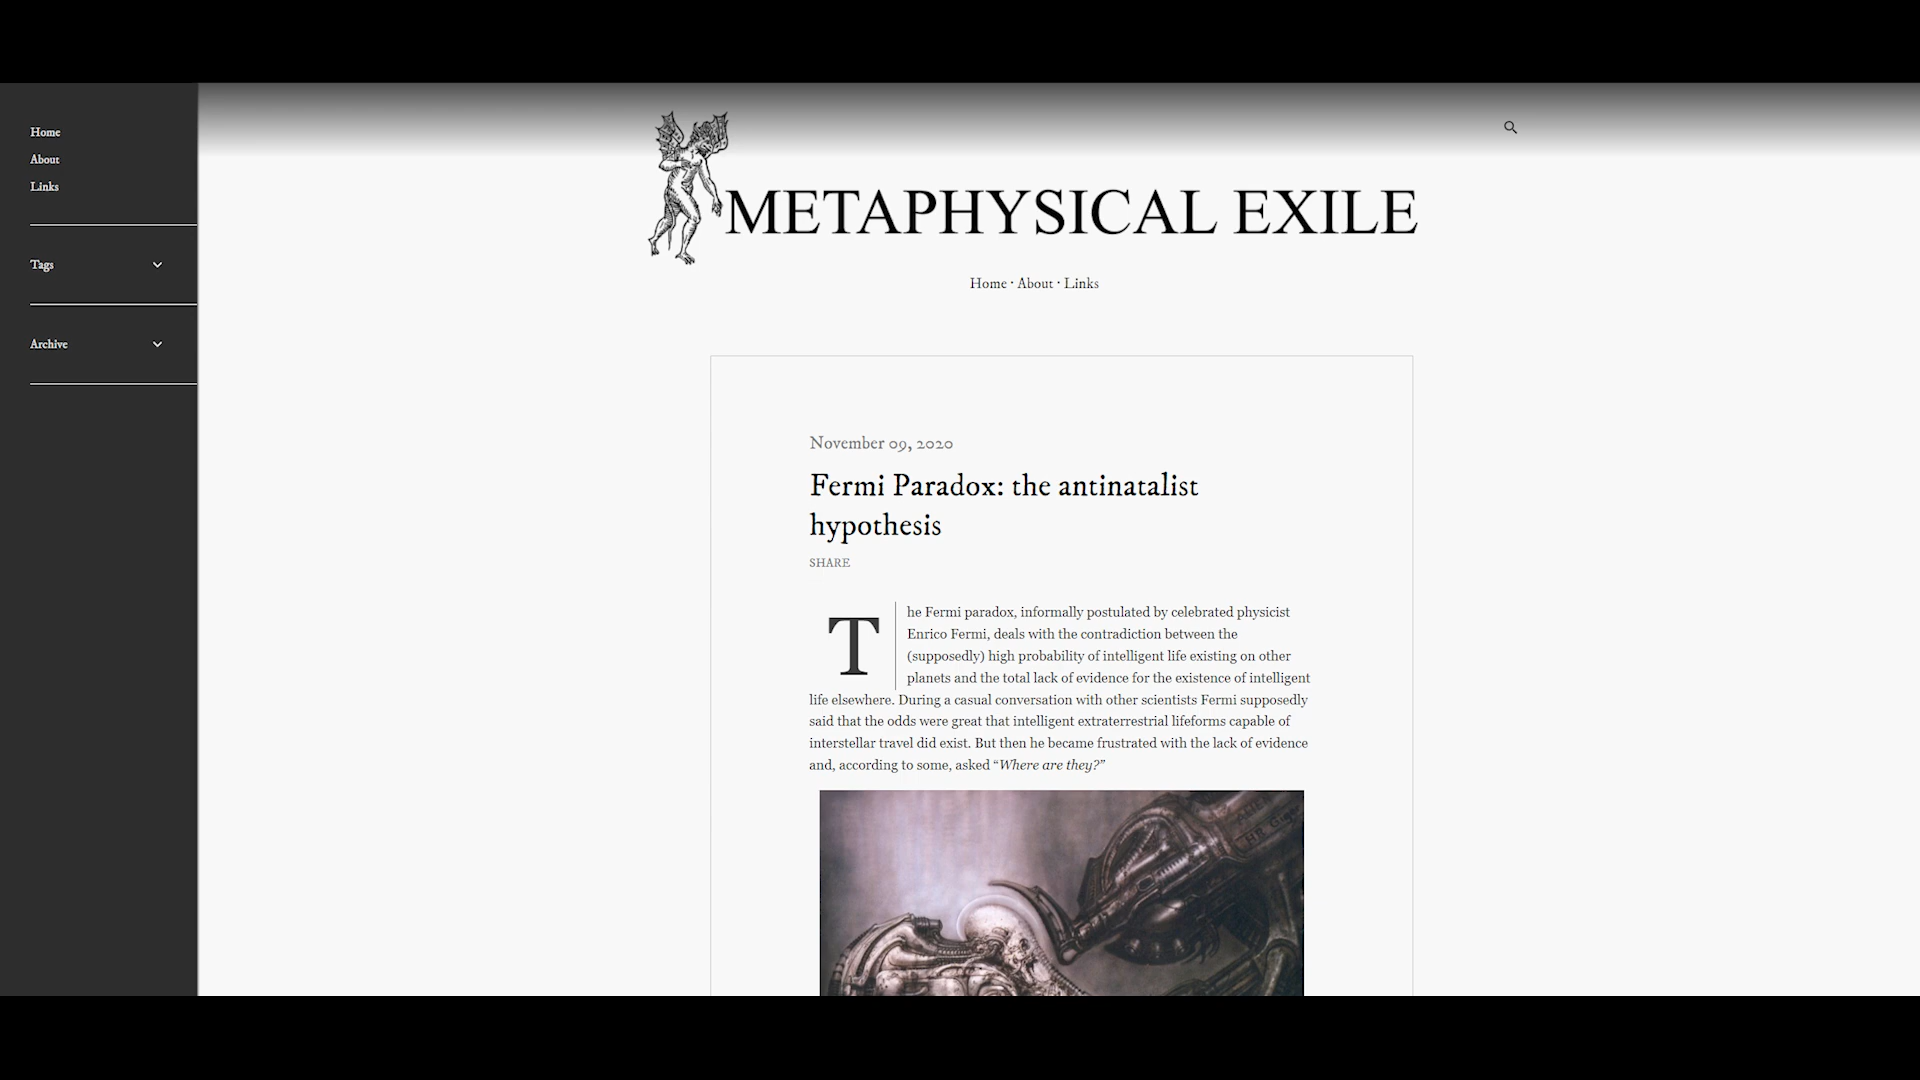 Home
About
Links
Tags
Archive
METAPHYSICAL EXILE
Home · About · Links
November 09, 2020
Fermi Paradox: the antinatalist
hypothesis
SHARE
The Fermi paradox, informally postulated by celebrated physicist
Enrico Fermi, deals with the contradiction between the
(supposedly) high probability of intelligent life existing on other
planets and the total lack of evidence for the existence of intelligent
life elsewhere. During a casual conversation with other scientists Fermi supposedly
said that the odds were great that intelligent extraterrestrial lifeforms capable of
interstellar travel did exist. But then he became frustrated with the lack of evidence
and, according to some, asked “Where are they?”